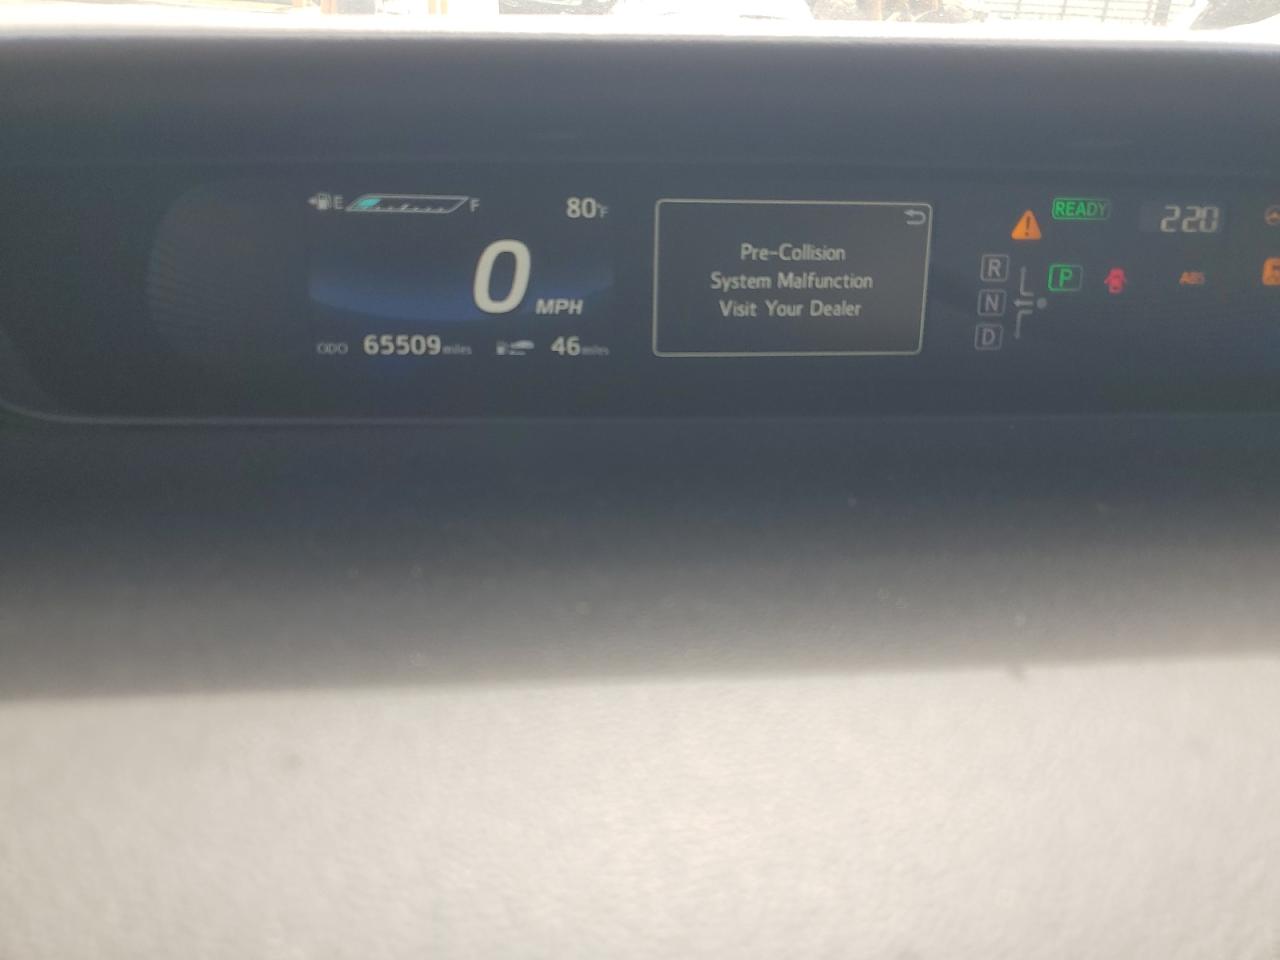 E F 80°F
0 MPH
ODO 65509 miles 46 miles
Pre-Collision
System Malfunction
Visit Your Dealer
READY 220
R P ABS
N
D